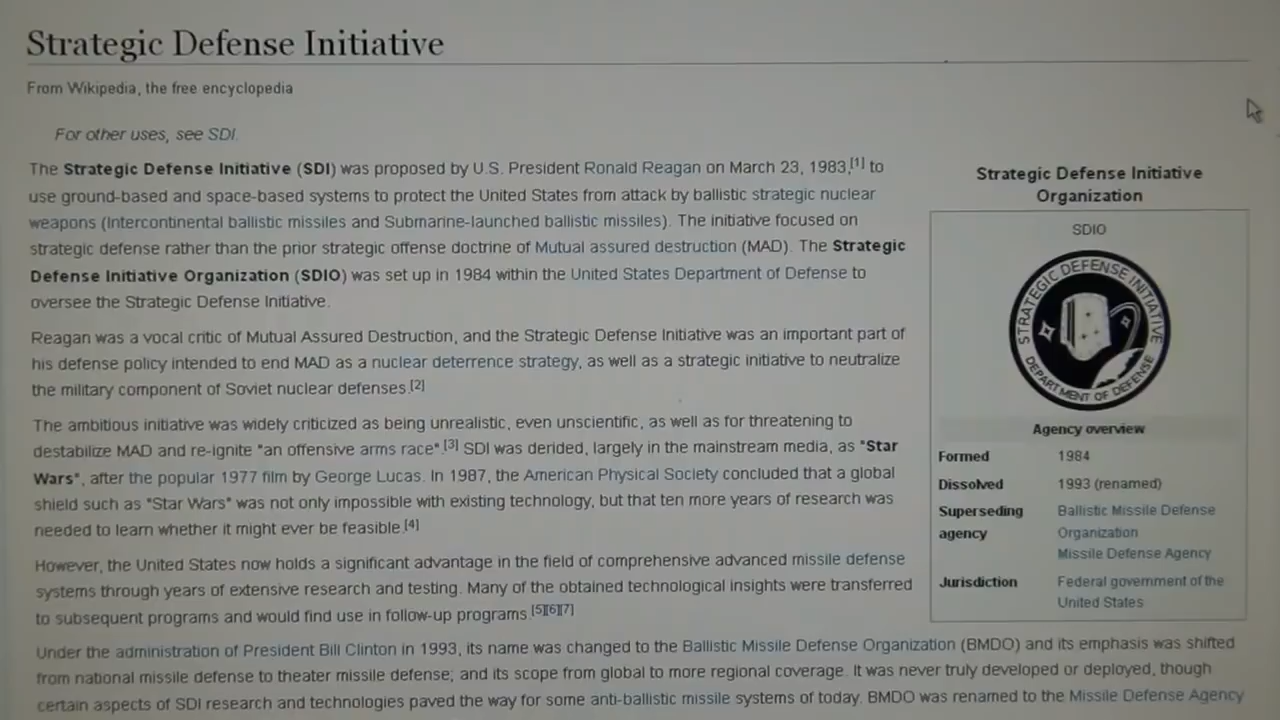 Strategic Defense Initiative
From Wikipedia, the free encyclopedia
For other uses, see SDI.
The Strategic Defense Initiative (SDI) was proposed by U.S. President Ronald Reagan on March 23, 1983,[1] to
use ground-based and space-based systems to protect the United States from attack by ballistic strategic nuclear
weapons (Intercontinental ballistic missiles and Submarine-launched ballistic missiles). The initiative focused on
strategic defense rather than the prior strategic offense doctrine of Mutual assured destruction (MAD). The Strategic
Defense Initiative Organization (SDIO) was set up in 1984 within the United States Department of Defense to
oversee the Strategic Defense Initiative.
Reagan was a vocal critic of Mutual Assured Destruction, and the Strategic Defense Initiative was an important part of
his defense policy intended to end MAD as a nuclear deterrence strategy, as well as a strategic initiative to neutralize
the military component of Soviet nuclear defenses.[2]
The ambitious initiative was widely criticized as being unrealistic, even unscientific, as well as for threatening to
destabilize MAD and re-ignite "an offensive arms race".[3] SDI was derided, largely in the mainstream media, as "Star
Wars", after the popular 1977 film by George Lucas. In 1987, the American Physical Society concluded that a global
shield such as "Star Wars" was not only impossible with existing technology, but that ten more years of research was
needed to learn whether it might ever be feasible.[4]
However, the United States now holds a significant advantage in the field of comprehensive advanced missile defense
systems through years of extensive research and testing. Many of the obtained technological insights were transferred
to subsequent programs and would find use in follow-up programs.[5][6][7]
Under the administration of President Bill Clinton in 1993, its name was changed to the Ballistic Missile Defense Organization (BMDO) and its emphasis was shifted
from national missile defense to theater missile defense; and its scope from global to more regional coverage. It was never truly developed or deployed, though
certain aspects of SDI research and technologies paved the way for some anti-ballistic missile systems of today. BMDO was renamed to the Missile Defense Agency
Strategic Defense Initiative
Organization
SDIO
STRATEGIC DEFENSE INITIATIVE
DEPARTMENT OF DEFENSE
Agency overview
Formed 1984
Dissolved 1993 (renamed)
Superseding Ballistic Missile Defense
agency Organization
Missile Defense Agency
Jurisdiction Federal government of the
United States